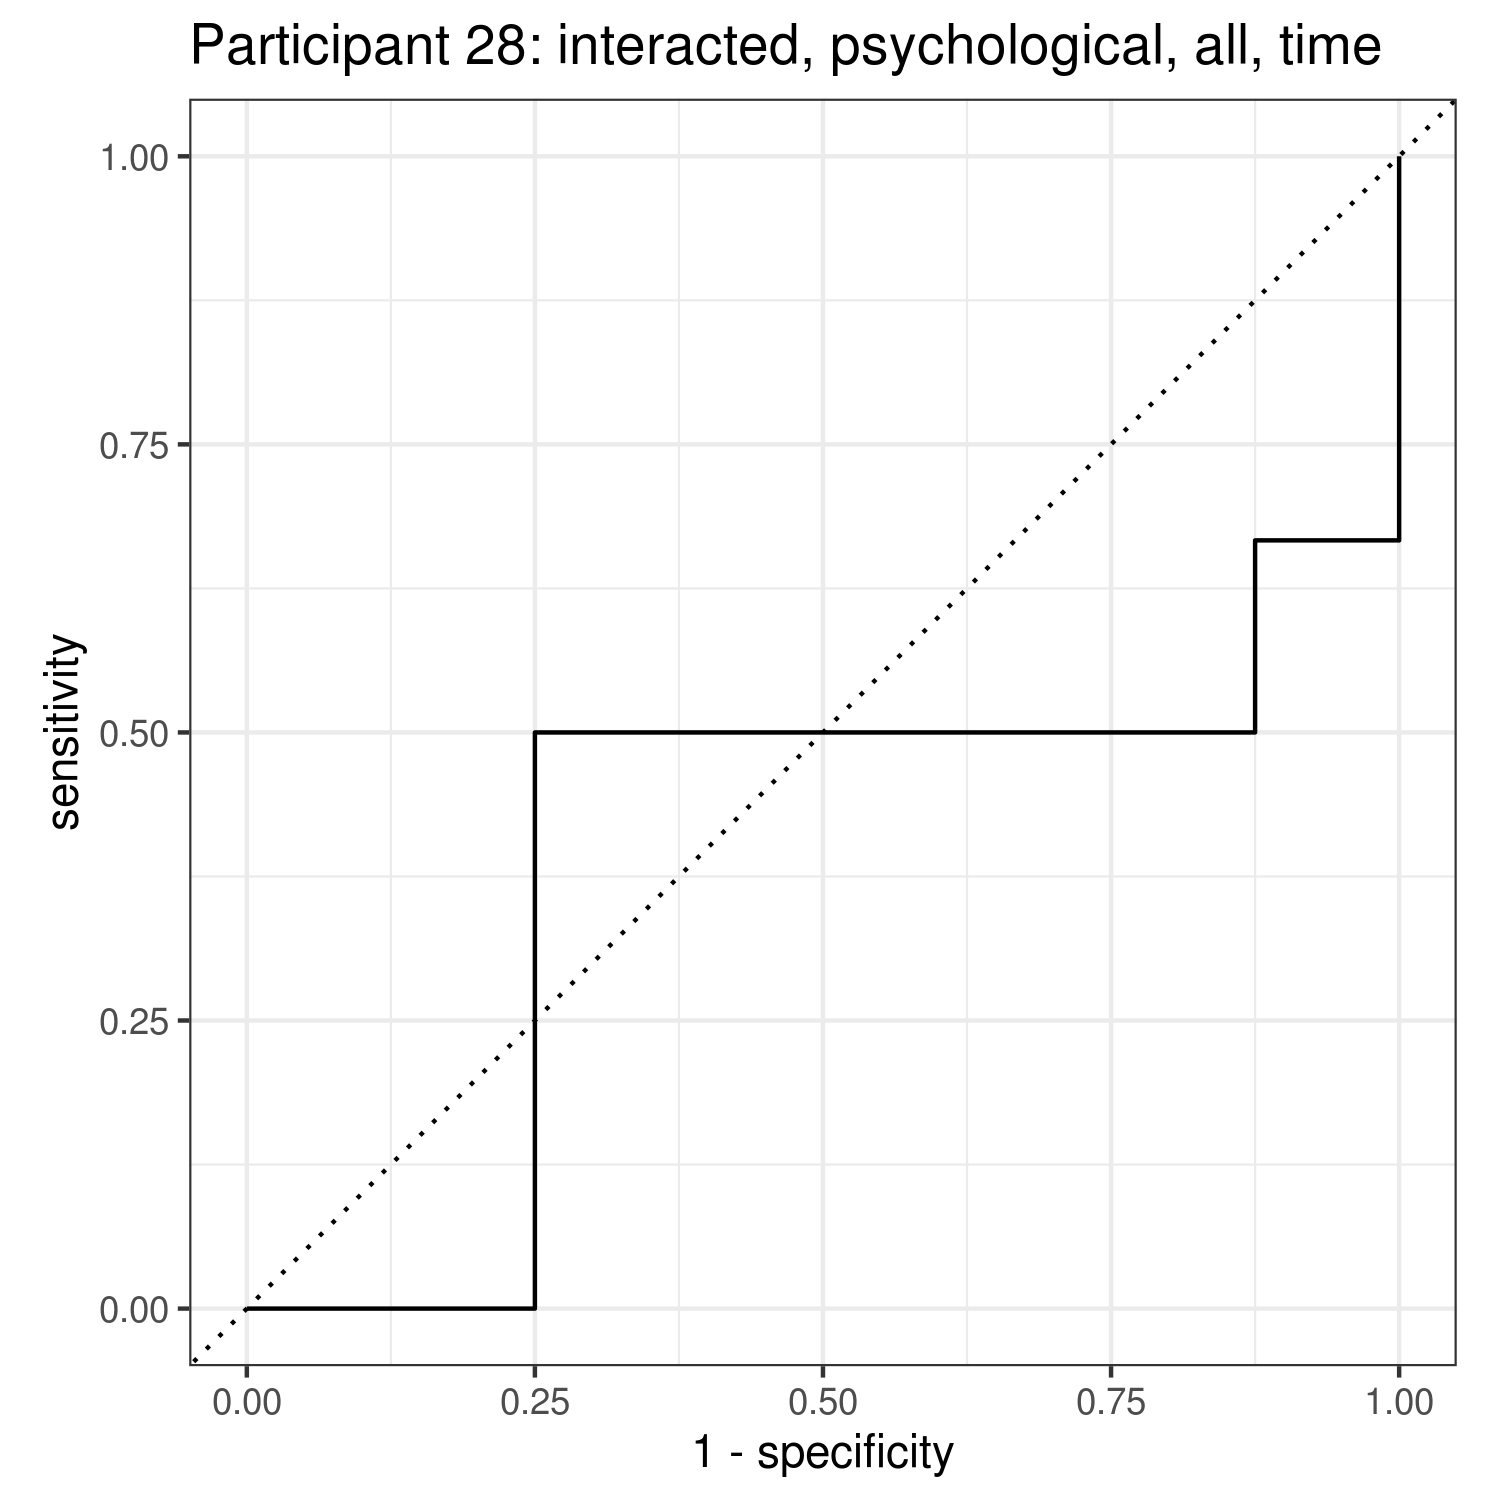 Participant 28: interacted, psychological, all, time
1.00
0.75
0.50
0.25
0.00
sensitivity
0.00 0.25 0.50 0.75 1.00
1 - specificity